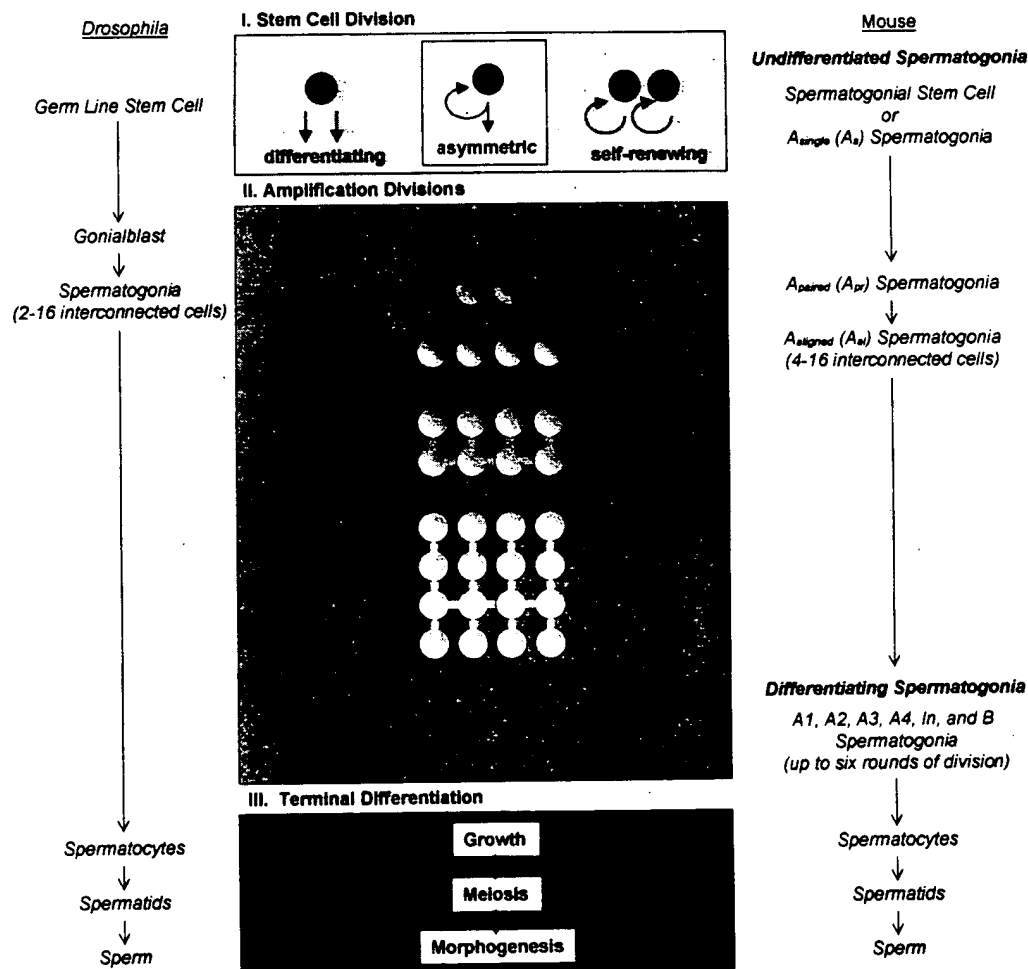 Drosophila
Germ Line Stem Cell
Gonialblast
Spermatogonia
(2-16 interconnected cells)
Spermatocytes
Spermatids
Sperm
I. Stem Cell Division
differentiating
asymmetric
self-renewing
II. Amplification Divisions
III. Terminal Differentiation
Growth
Meiosis
Morphogenesis
Mouse
Undifferentiated Spermatogonia
Spermatogonial Stem Cell
or
Asingle (As) Spermatogonia
Apaired (Apr) Spermatogonia
Aaligned (Aal) Spermatogonia
(4-16 interconnected cells)
Differentiating Spermatogonia
A1, A2, A3, A4, In, and B
Spermatogonia
(up to six rounds of division)
Spermatocytes
Spermatids
Sperm